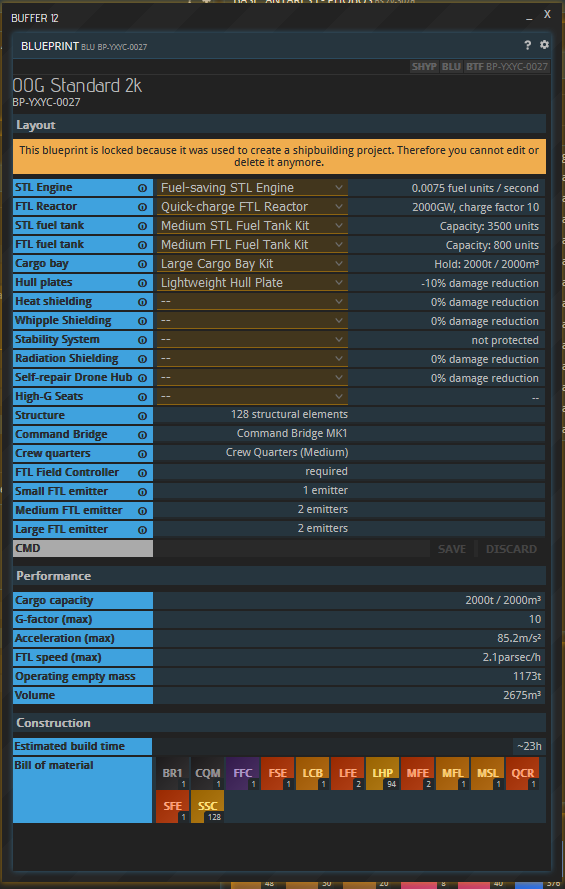 BUFFER 12
_ X
BLUEPRINT BLU BP-YXYC-0027
?
SHYP BLU BTF BP-YXYC-0027
OOG Standard 2k
BP-YXYC-0027
Layout
This blueprint is locked because it was used to create a shipbuilding project. Therefore you cannot edit or
delete it anymore.
STL Engine Fuel-saving STL Engine 0.0075 fuel units / second
FTL Reactor Quick-charge FTL Reactor 2000GW, charge factor 10
STL fuel tank Medium STL Fuel Tank Kit Capacity: 3500 units
FTL fuel tank Medium FTL Fuel Tank Kit Capacity: 800 units
Cargo bay Large Cargo Bay Kit Hold: 2000t / 2000m³
Hull plates Lightweight Hull Plate -10% damage reduction
Heat shielding -- 0% damage reduction
Whipple Shielding -- 0% damage reduction
Stability System -- not protected
Radiation Shielding -- 0% damage reduction
Self-repair Drone Hub -- 0% damage reduction
High-G Seats -- --
Structure 128 structural elements
Command Bridge Command Bridge MK1
Crew quarters Crew Quarters (Medium)
FTL Field Controller required
Small FTL emitter 1 emitter
Medium FTL emitter 2 emitters
Large FTL emitter 2 emitters
CMD SAVE DISCARD
Performance
Cargo capacity 2000t / 2000m³
G-factor (max) 10
Acceleration (max) 85.2m/s²
FTL speed (max) 2.1parsec/h
Operating empty mass 1173t
Volume 2675m³
Construction
Estimated build time ~23h
Bill of material
BR1 CQM FFC FSE LCB LFE LHP MFE MFL MSL QCR
1 1 1 1 1 2 94 2 1 1 1
SFE SSC
1 128
48 50 20 8 40 376